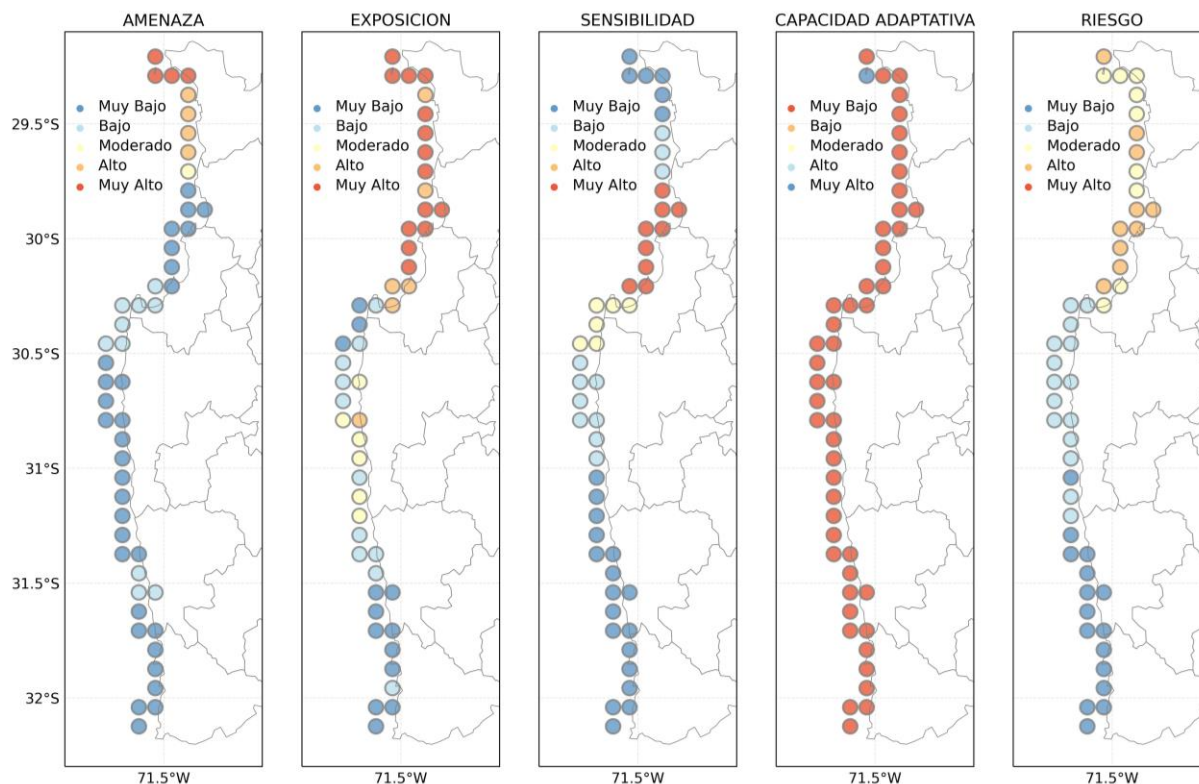 AMENAZA
EXPOSICION
SENSIBILIDAD
CAPACIDAD ADAPTATIVA
RIESGO
Muy Bajo
Bajo
Moderado
Alto
Muy Alto
Muy Bajo
Bajo
Moderado
Alto
Muy Alto
Muy Bajo
Bajo
Moderado
Alto
Muy Alto
Muy Bajo
Bajo
Moderado
Alto
Muy Alto
Muy Bajo
Bajo
Moderado
Alto
Muy Alto
29.5°S
30°S
30.5°S
31°S
31.5°S
32°S
71.5°W
71.5°W
71.5°W
71.5°W
71.5°W